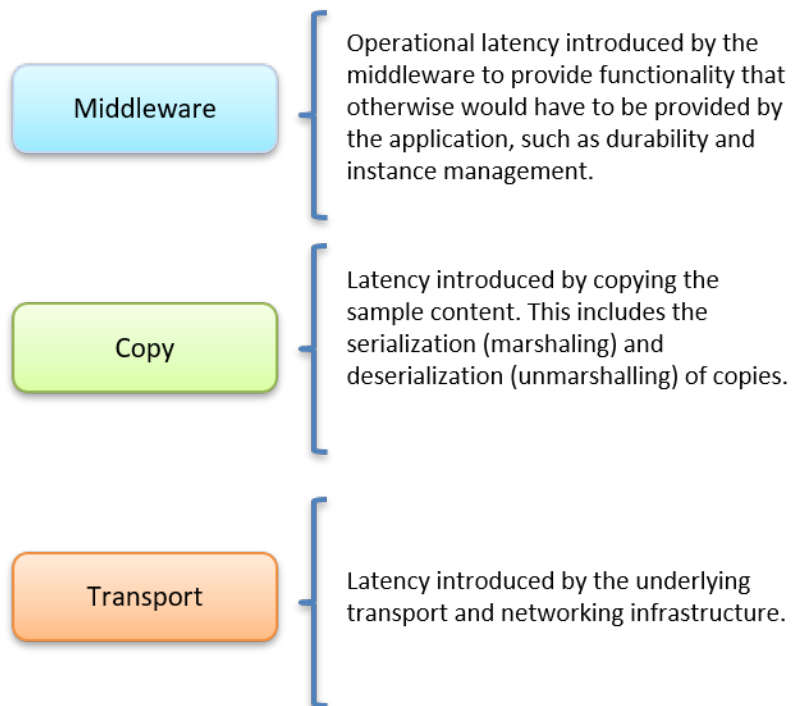 Middleware
Operational latency introduced by the
middleware to provide functionality that
otherwise would have to be provided by
the application, such as durability and
instance management.
Copy
Latency introduced by copying the
sample content. This includes the
serialization (marshaling) and
deserialization (unmarshalling) of copies.
Transport
Latency introduced by the underlying
transport and networking infrastructure.